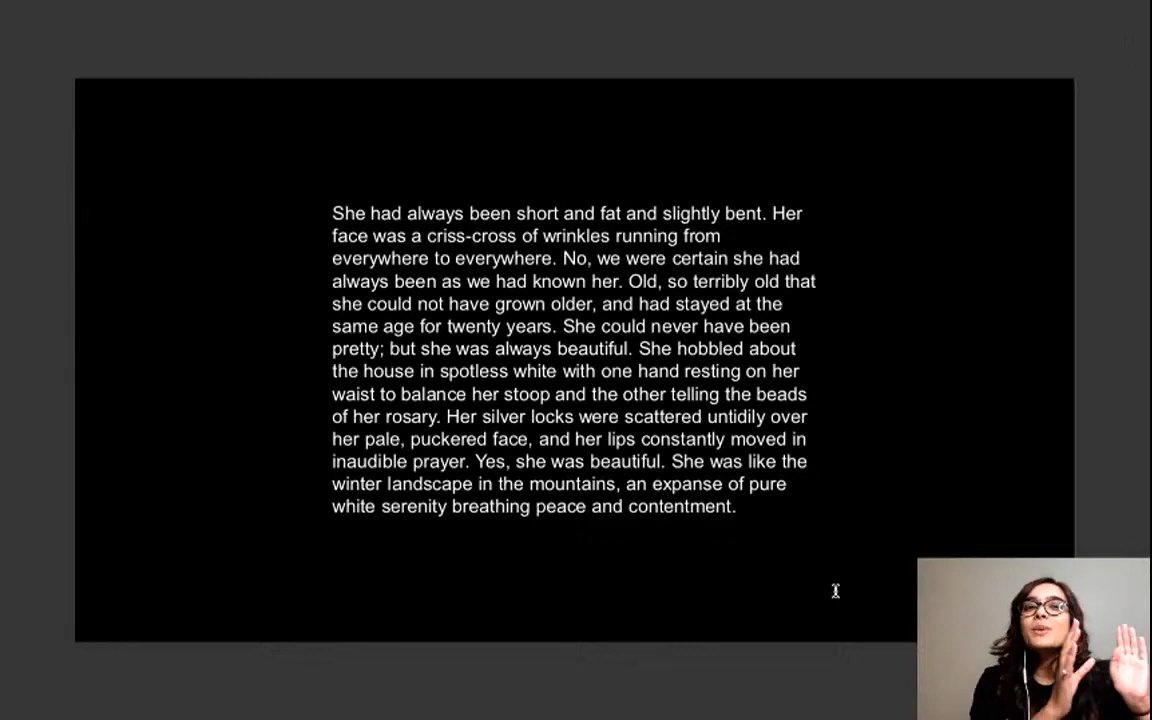 She had always been short and fat and slightly bent. Her
face was a criss-cross of wrinkles running from
everywhere to everywhere. No, we were certain she had
always been as we had known her. Old, so terribly old that
she could not have grown older, and had stayed at the
same age for twenty years. She could never have been
pretty; but she was always beautiful. She hobbled about
the house in spotless white with one hand resting on her
waist to balance her stoop and the other telling the beads
of her rosary. Her silver locks were scattered untidily over
her pale, puckered face, and her lips constantly moved in
inaudible prayer. Yes, she was beautiful. She was like the
winter landscape in the mountains, an expanse of pure
white serenity breathing peace and contentment.